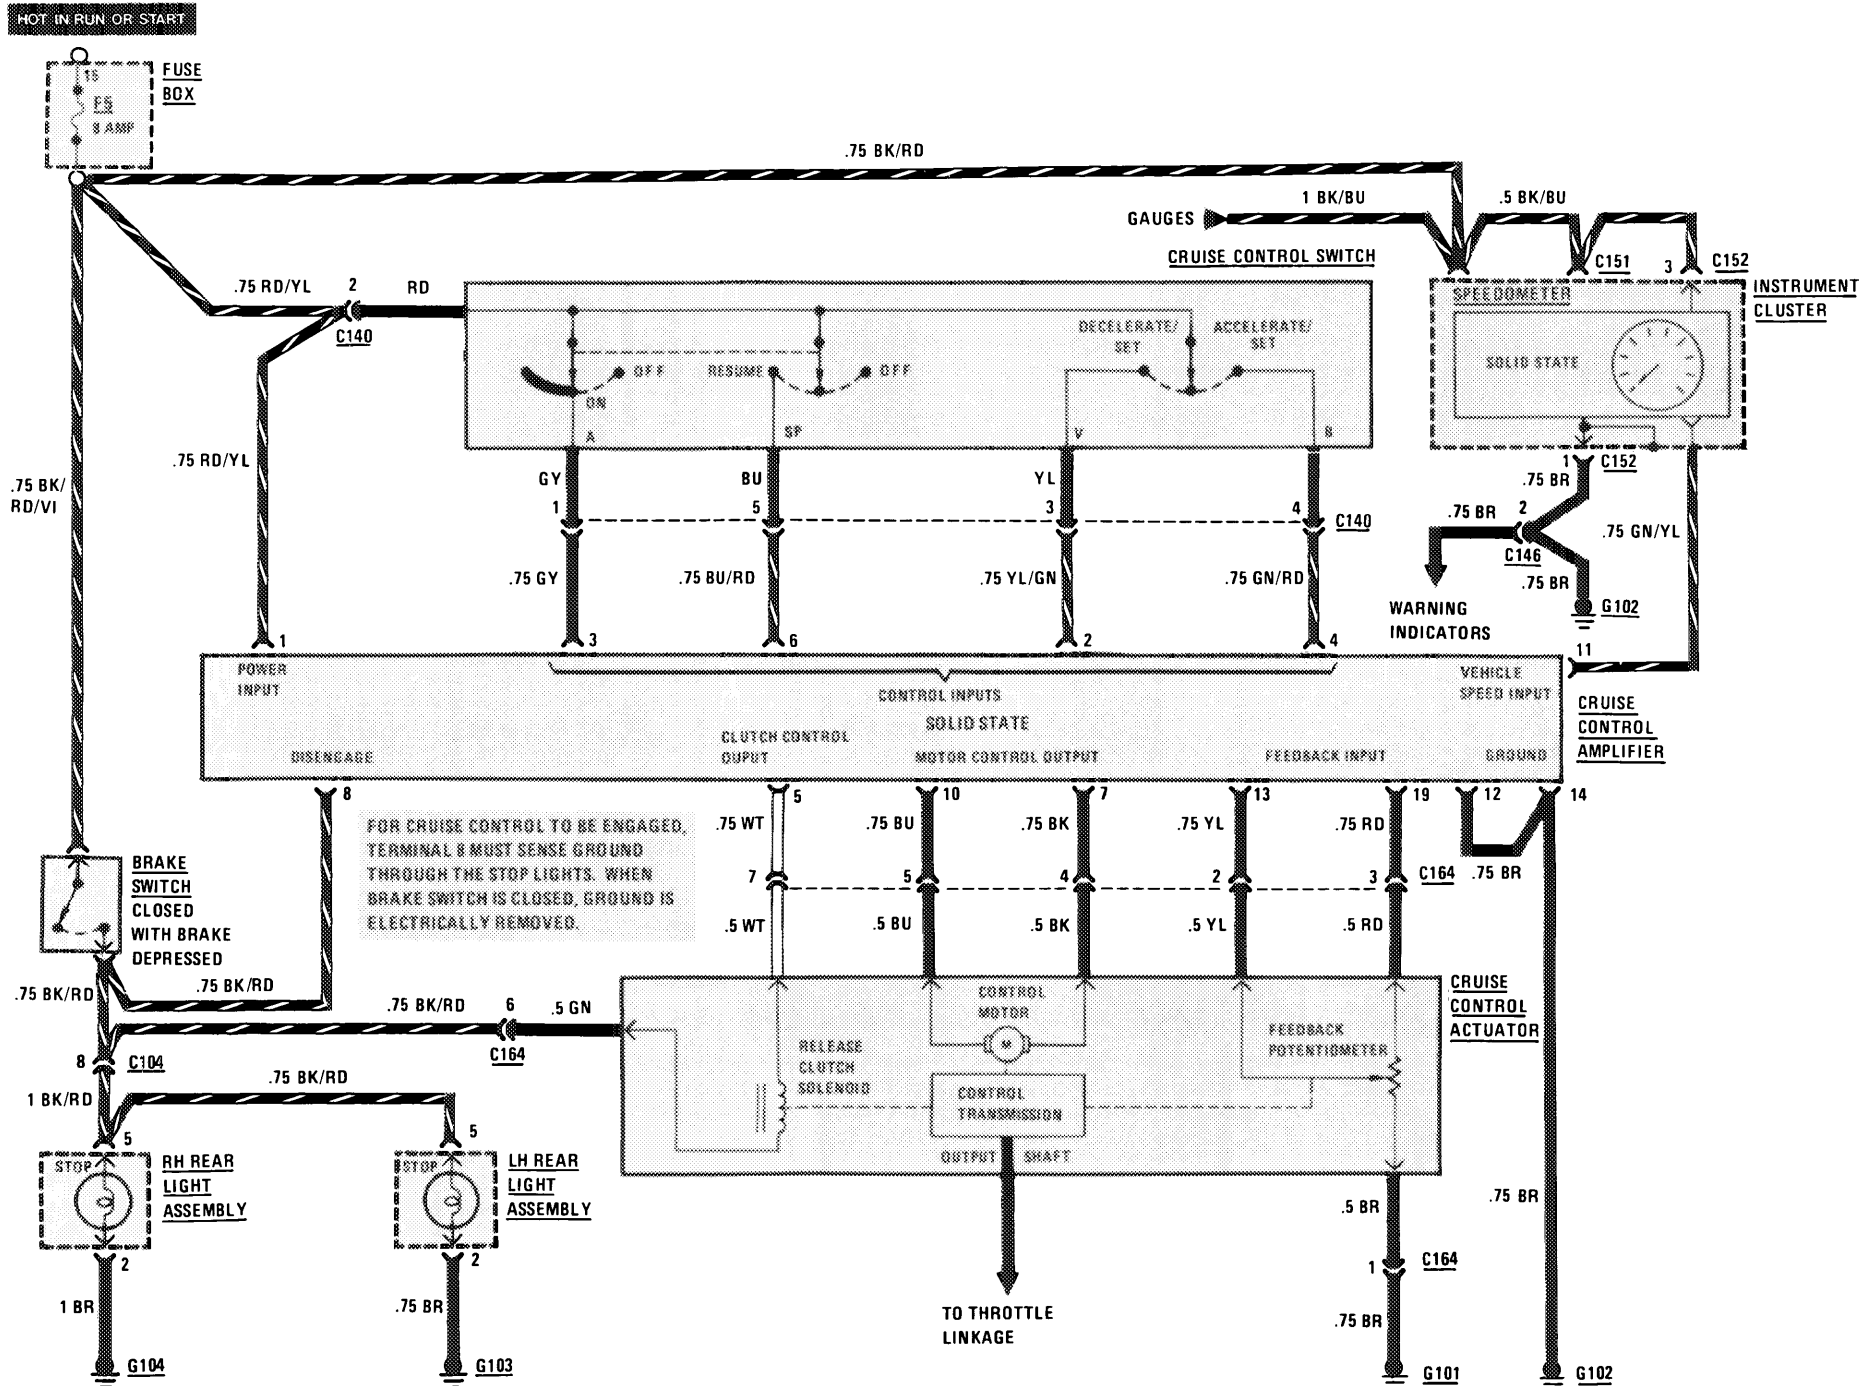 HOT IN RUN OR START
15
F5
8 AMP
FUSE
BOX
.75 BK/RD
GAUGES
1 BK/BU
.5 BK/BU
C151
3
C152
CRUISE CONTROL SWITCH
INSTRUMENT
CLUSTER
SPEEDOMETER
SOLID STATE
.75 RD/YL
2
RD
C140
DECELERATE/
SET
ACCELERATE/
SET
OFF
RESUME
OFF
ON
A
SP
V
B
.75 BK/
RD/VI
.75 RD/YL
GY
BU
YL
1
5
3
4
C140
1
C152
.75 BR
.75 BR
2
C146
.75 BR
.75 GN/YL
WARNING
INDICATORS
G102
.75 GY
.75 BU/RD
.75 YL/GN
.75 GN/RD
1
3
6
2
4
11
POWER
INPUT
CONTROL INPUTS
SOLID STATE
VEHICLE
SPEED INPUT
CRUISE
CONTROL
AMPLIFIER
DISENGAGE
CLUTCH CONTROL
OUPUT
MOTOR CONTROL OUTPUT
FEEDBACK INPUT
GROUND
8
5
10
7
13
19
12
14
FOR CRUISE CONTROL TO BE ENGAGED,
TERMINAL 8 MUST SENSE GROUND
THROUGH THE STOP LIGHTS. WHEN
BRAKE SWITCH IS CLOSED, GROUND IS
ELECTRICALLY REMOVED.
.75 WT
.75 BU
.75 BK
.75 YL
.75 RD
7
5
4
2
3
C164
.75 BR
.5 WT
.5 BU
.5 BK
.5 YL
.5 RD
BRAKE
SWITCH
CLOSED
WITH BRAKE
DEPRESSED
.75 BK/RD
.75 BK/RD
.75 BK/RD
6
.5 GN
C164
CRUISE
CONTROL
ACTUATOR
CONTROL
MOTOR
M
RELEASE
CLUTCH
SOLENOID
FEEDBACK
POTENTIOMETER
CONTROL
TRANSMISSION
OUTPUT SHAFT
8
C104
1 BK/RD
.75 BK/RD
5
5
STOP
RH REAR
LIGHT
ASSEMBLY
STOP
LH REAR
LIGHT
ASSEMBLY
2
2
1 BR
.75 BR
G104
G103
TO THROTTLE
LINKAGE
.5 BR
1
C164
.75 BR
G101
.75 BR
G102